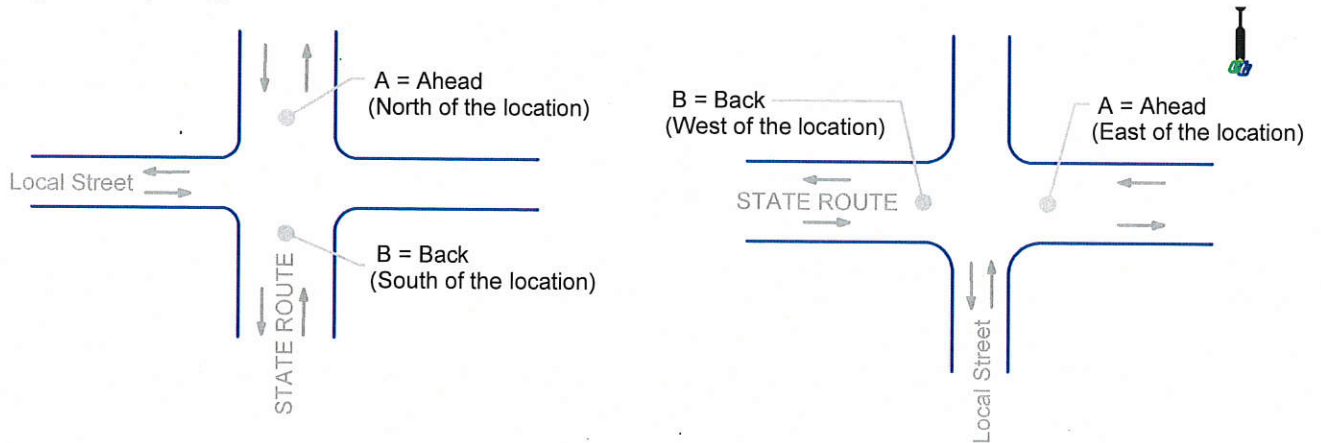 A = Ahead
(North of the location)
Local Street
B = Back
(South of the location)
STATE ROUTE
B = Back
(West of the location)
A = Ahead
(East of the location)
STATE ROUTE
Local Street